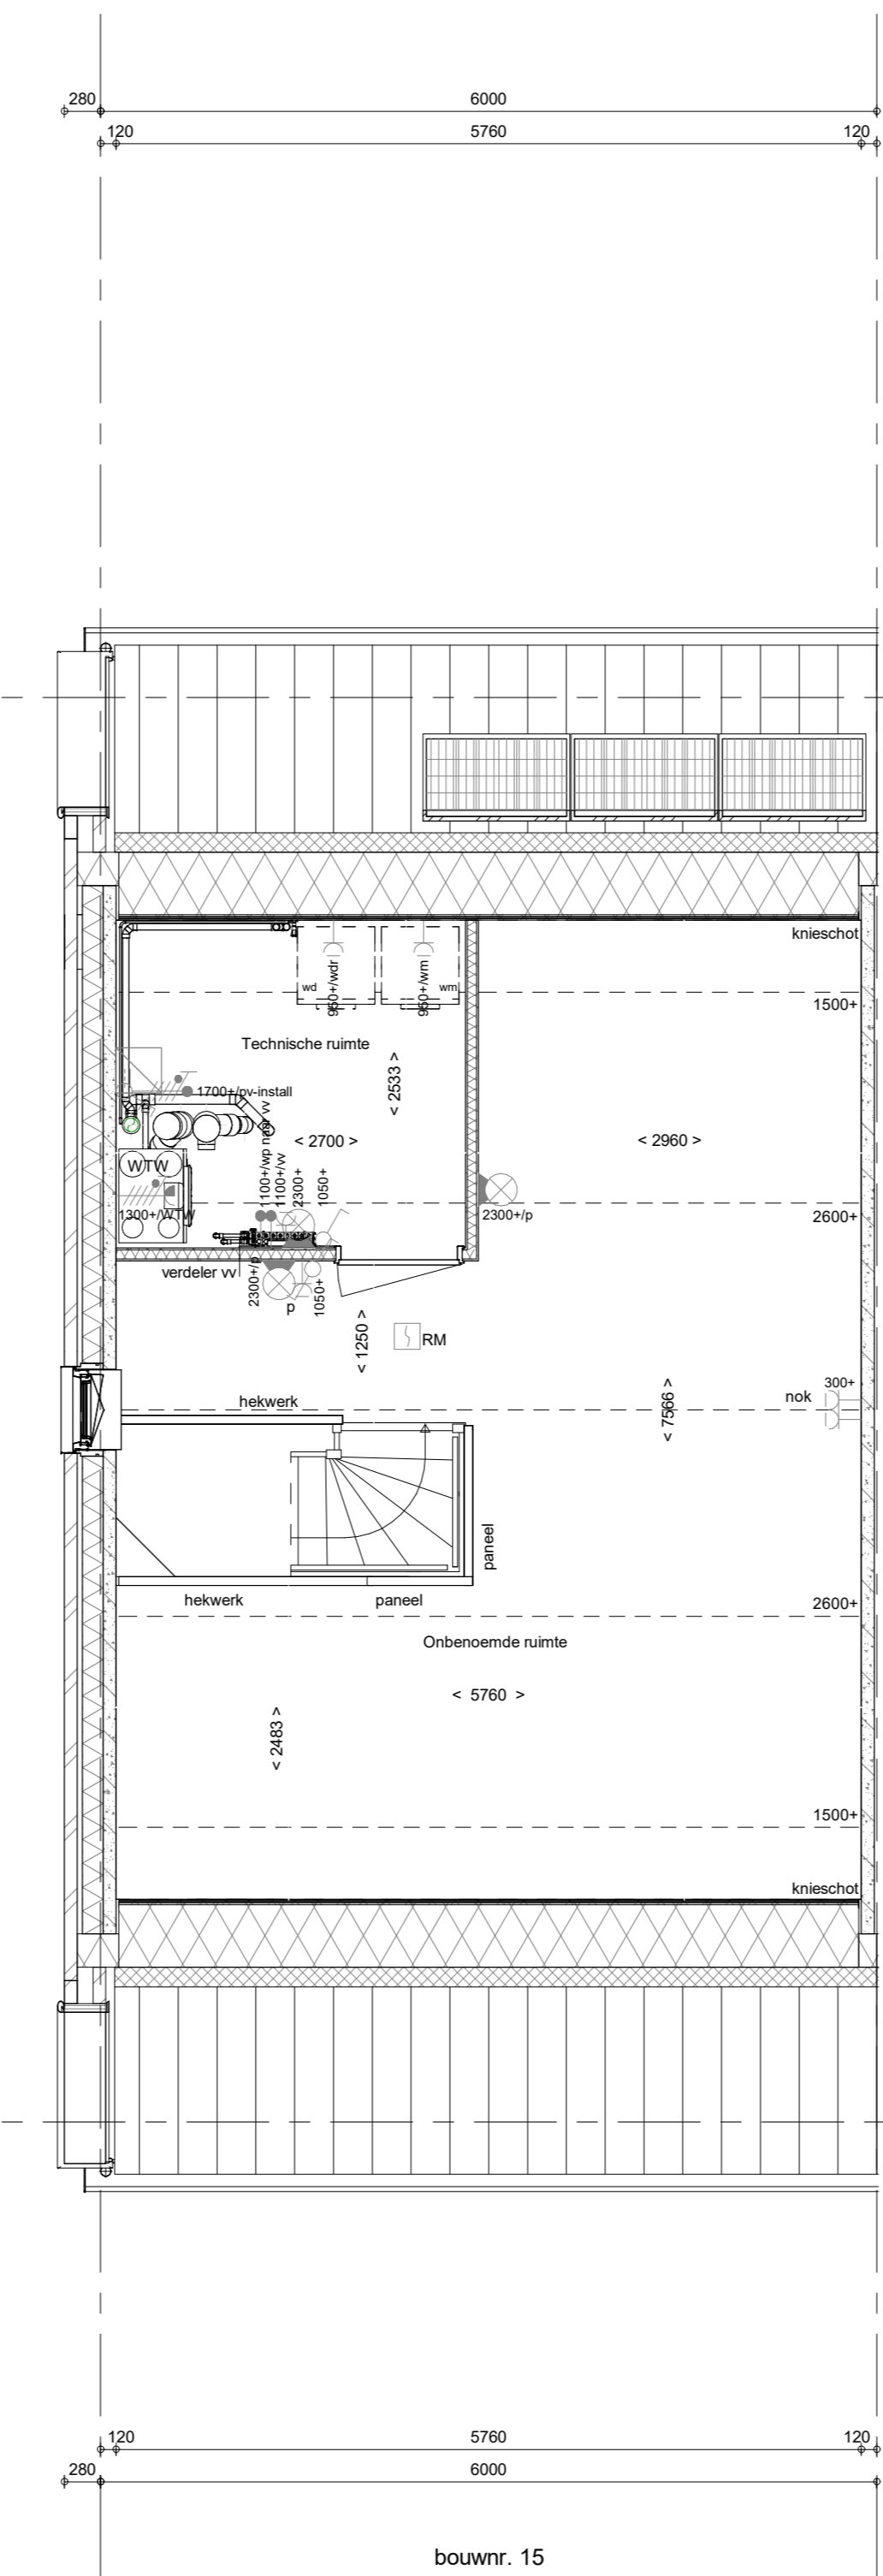 280
6000
120
5760
120
knieschot
wd
950+/wdr
950+/wm
wm
1500+
Technische ruimte
< 2533 >
1700+/pv-install
< 2700 >
< 2960 >
WTW
1300+/WTW
1100+/wp naar vv
1100+/vv
2300+
1050+
2300+/p
2600+
verdeler vv
2300+/p
p
1050+
< 1250 >
RM
300+
nok
hekwerk
< 7566 >
paneel
hekwerk
paneel
2600+
Onbenoemde ruimte
< 5760 >
< 2483 >
1500+
knieschot
120
5760
120
280
6000
bouwnr. 15